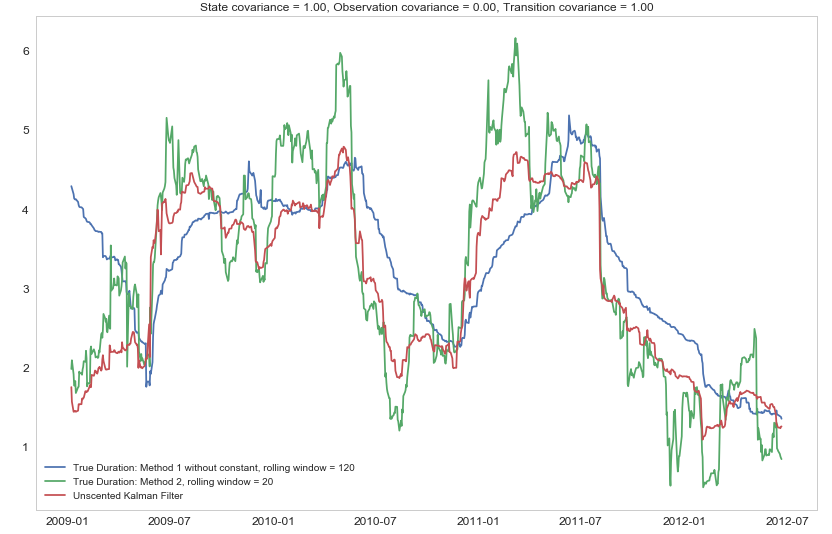 State covariance = 1.00, Observation covariance = 0.00, Transition covariance = 1.00
6
5
4
3
2
1
True Duration: Method 1 without constant, rolling window = 120
True Duration: Method 2, rolling window = 20
Unscented Kalman Filter
2009-01 2009-07 2010-01 2010-07 2011-01 2011-07 2012-01 2012-07